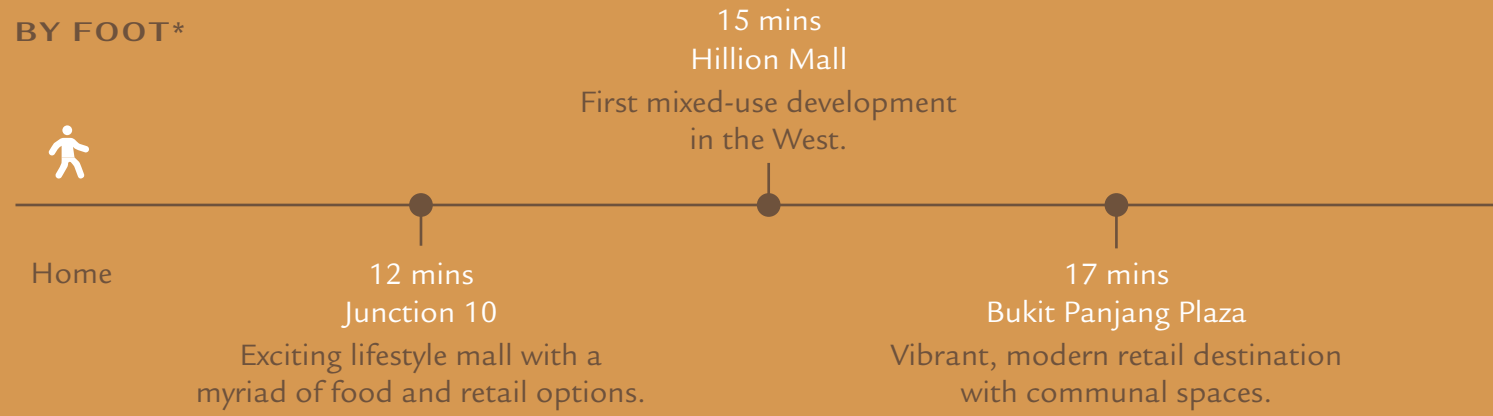 BY FOOT*
15 mins
Hillion Mall
First mixed-use development
in the West.
Home
12 mins
Junction 10
Exciting lifestyle mall with a
myriad of food and retail options.
17 mins
Bukit Panjang Plaza
Vibrant, modern retail destination
with communal spaces.